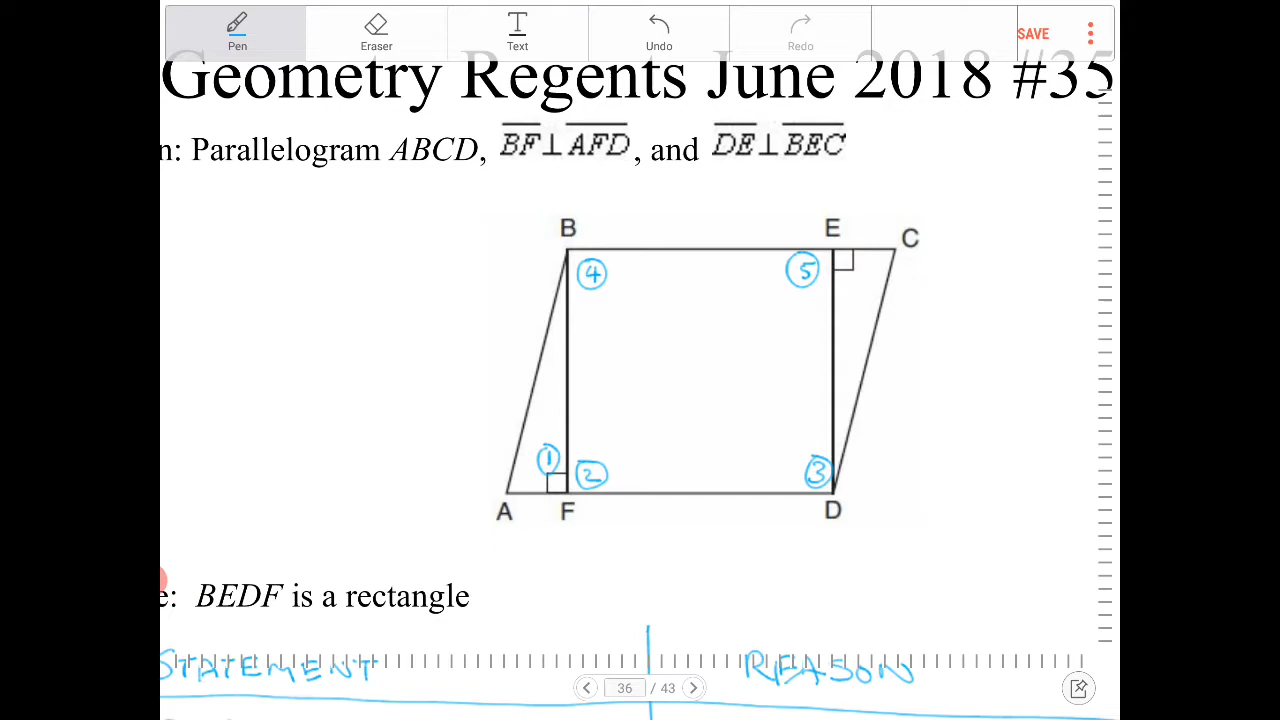 Pen Eraser Text Undo Redo SAVE
Geometry Regents June 2018 #35
n: Parallelogram ABCD, BF⊥AFD, and DE⊥BEC
B E C
4 5
1 2 3
A F D
e: BEDF is a rectangle
STATEMENT REASON
36 / 43